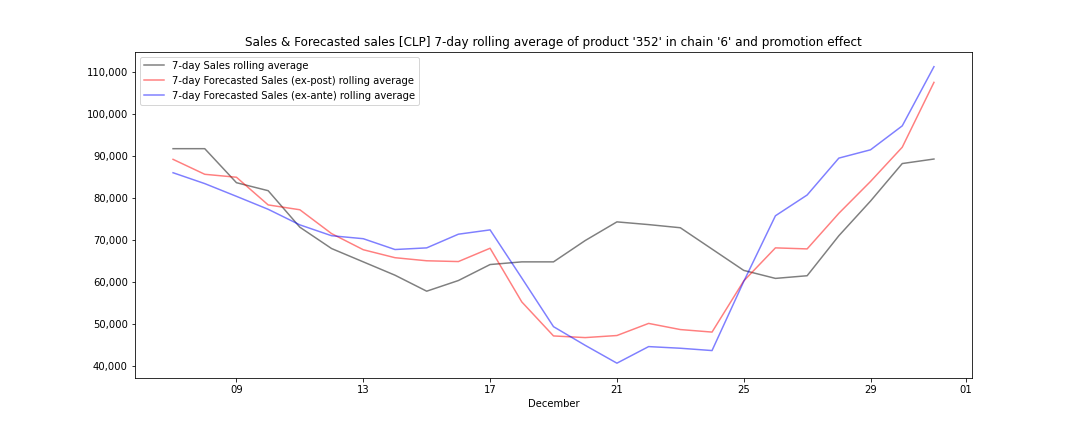 Sales & Forecasted sales [CLP] 7-day rolling average of product '352' in chain '6' and promotion effect
7-day Sales rolling average
7-day Forecasted Sales (ex-post) rolling average
7-day Forecasted Sales (ex-ante) rolling average
110,000
100,000
90,000
80,000
70,000
60,000
50,000
40,000
09 13 17 21 25 29 01
December